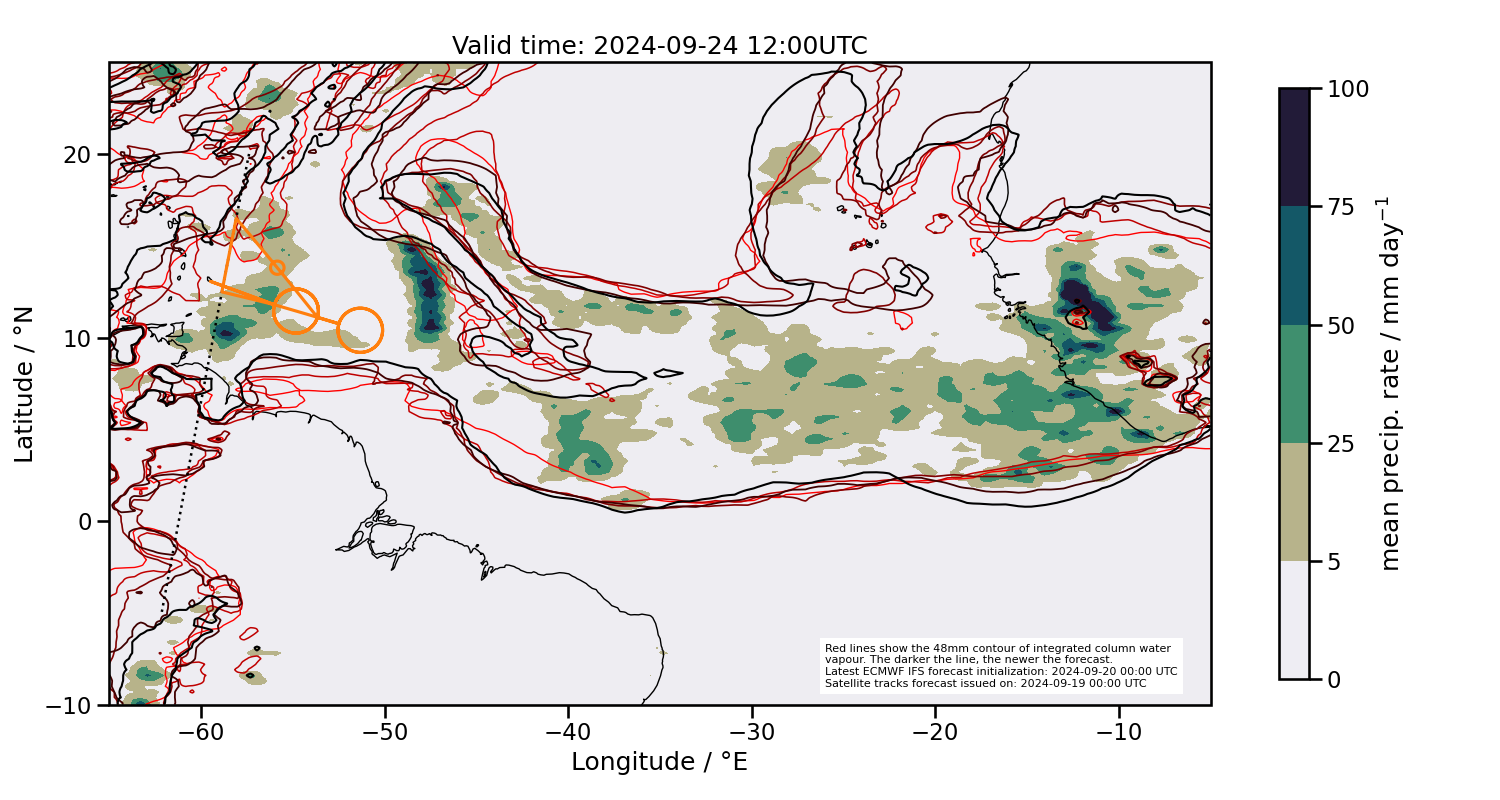 Valid time: 2024-09-24 12:00UTC
Latitude / °N
20
10
0
−10
−60
−50
−40
−30
−20
−10
Longitude / °E
Red lines show the 48mm contour of integrated column water
vapour. The darker the line, the newer the forecast.
Latest ECMWF IFS forecast initialization: 2024-09-20 00:00 UTC
Satellite tracks forecast issued on: 2024-09-19 00:00 UTC
100
75
50
25
5
0
mean precip. rate / mm day⁻¹